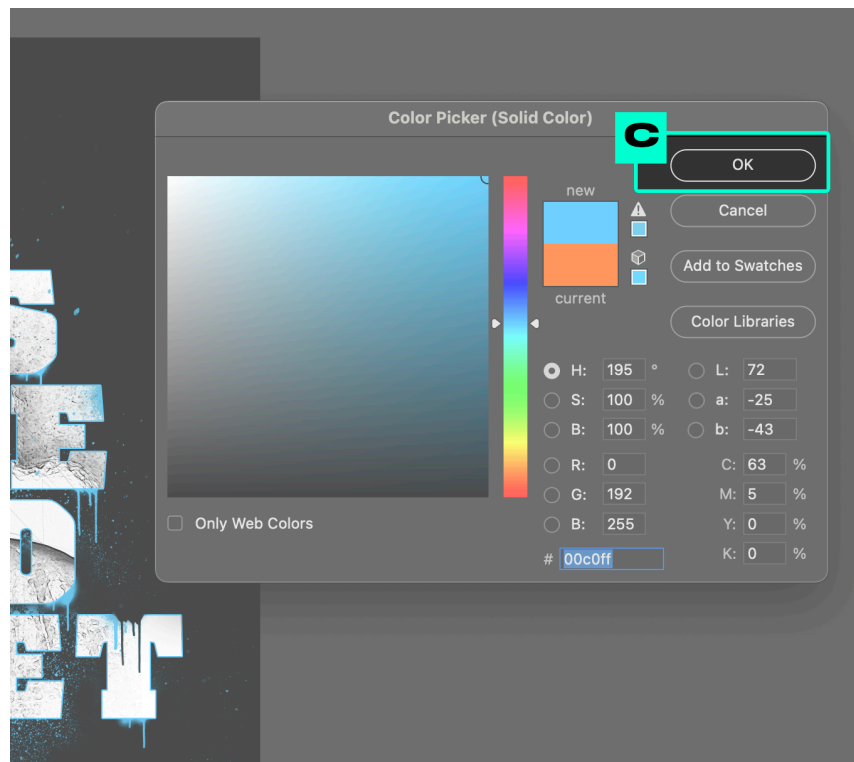 Color Picker (Solid Color)
C
OK
new
Cancel
Add to Swatches
current
Color Libraries
H: 195 ° L: 72
S: 100 % a: -25
B: 100 % b: -43
R: 0 C: 63 %
G: 192 M: 5 %
B: 255 Y: 0 %
# 00c0ff K: 0 %
Only Web Colors
S
E
O
ET